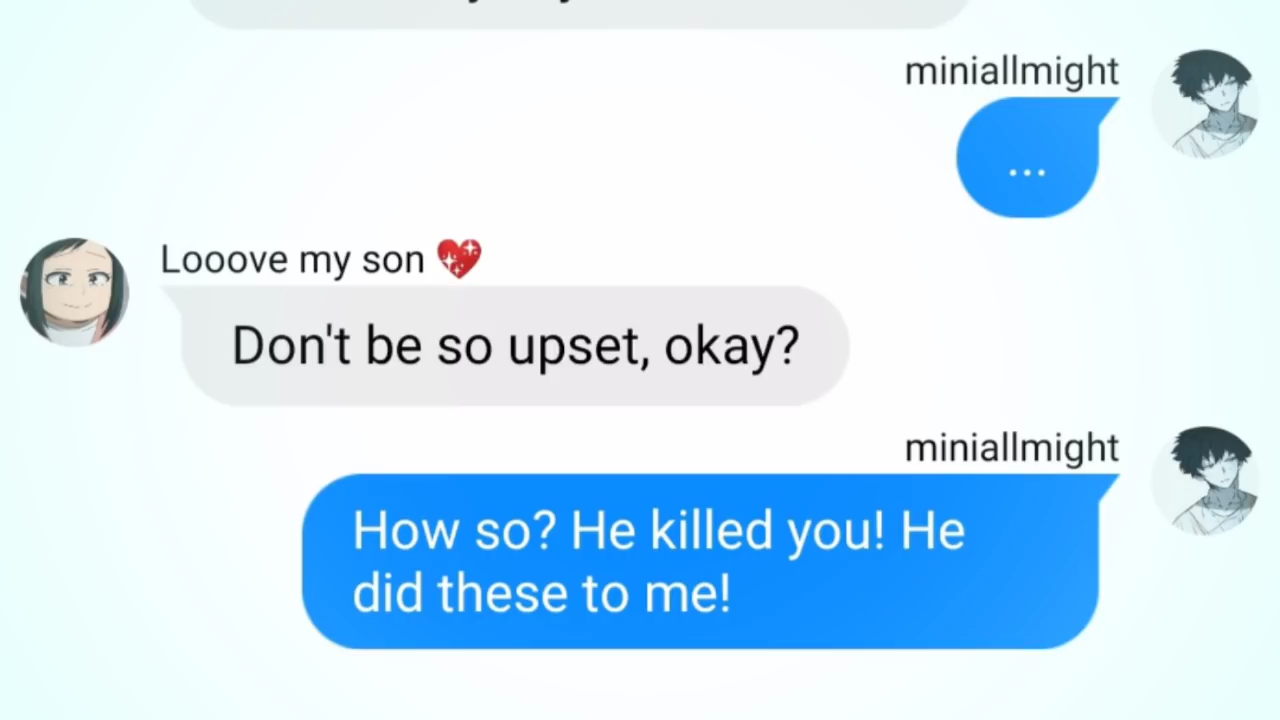 miniallmight
...
Looove my son 💖
Don't be so upset, okay?
miniallmight
How so? He killed you! He
did these to me!